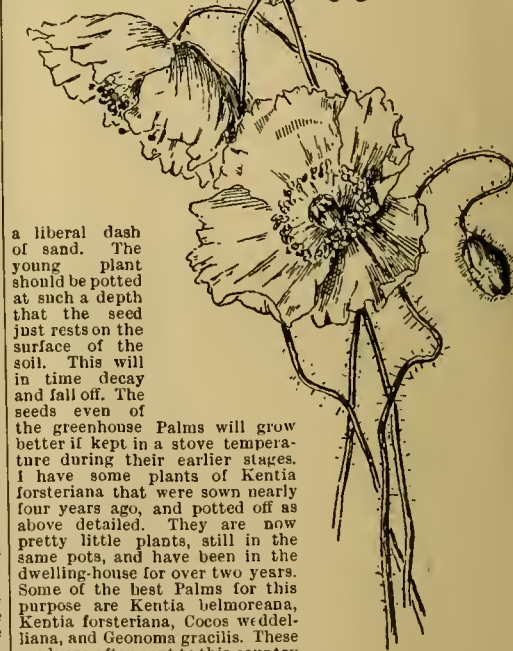 a liberal dash
of sand. The
young plant
should be potted
at such a depth
that the seed
just rests on the
surface of the
soil. This will
in time decay
and fall off. The
seeds even of
the greenhouse Palms will grow
better if kept in a stove tempera-
ture during their earlier stages.
I have some plants of Kentia
forsteriana that were sown nearly
four years ago, and potted off as
above detailed. They are now
pretty little plants, still in the
same pots, and have been in the
dwelling-house for over two years.
Some of the best Palms for this
purpose are Kentia belmoreana,
Kentia forsteriana, Cocos weddel-
liana, and Geonoma gracilis. These